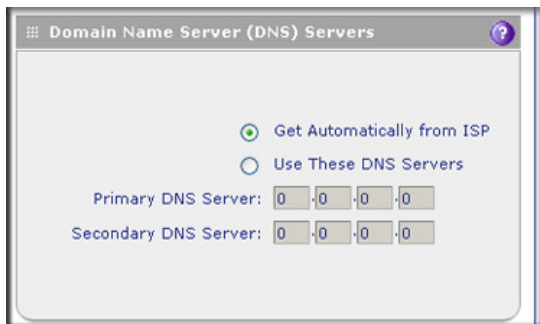 Domain Name Server (DNS) Servers ?
Get Automatically from ISP
Use These DNS Servers
Primary DNS Server: 0 .0 .0 .0
Secondary DNS Server: 0 .0 .0 .0